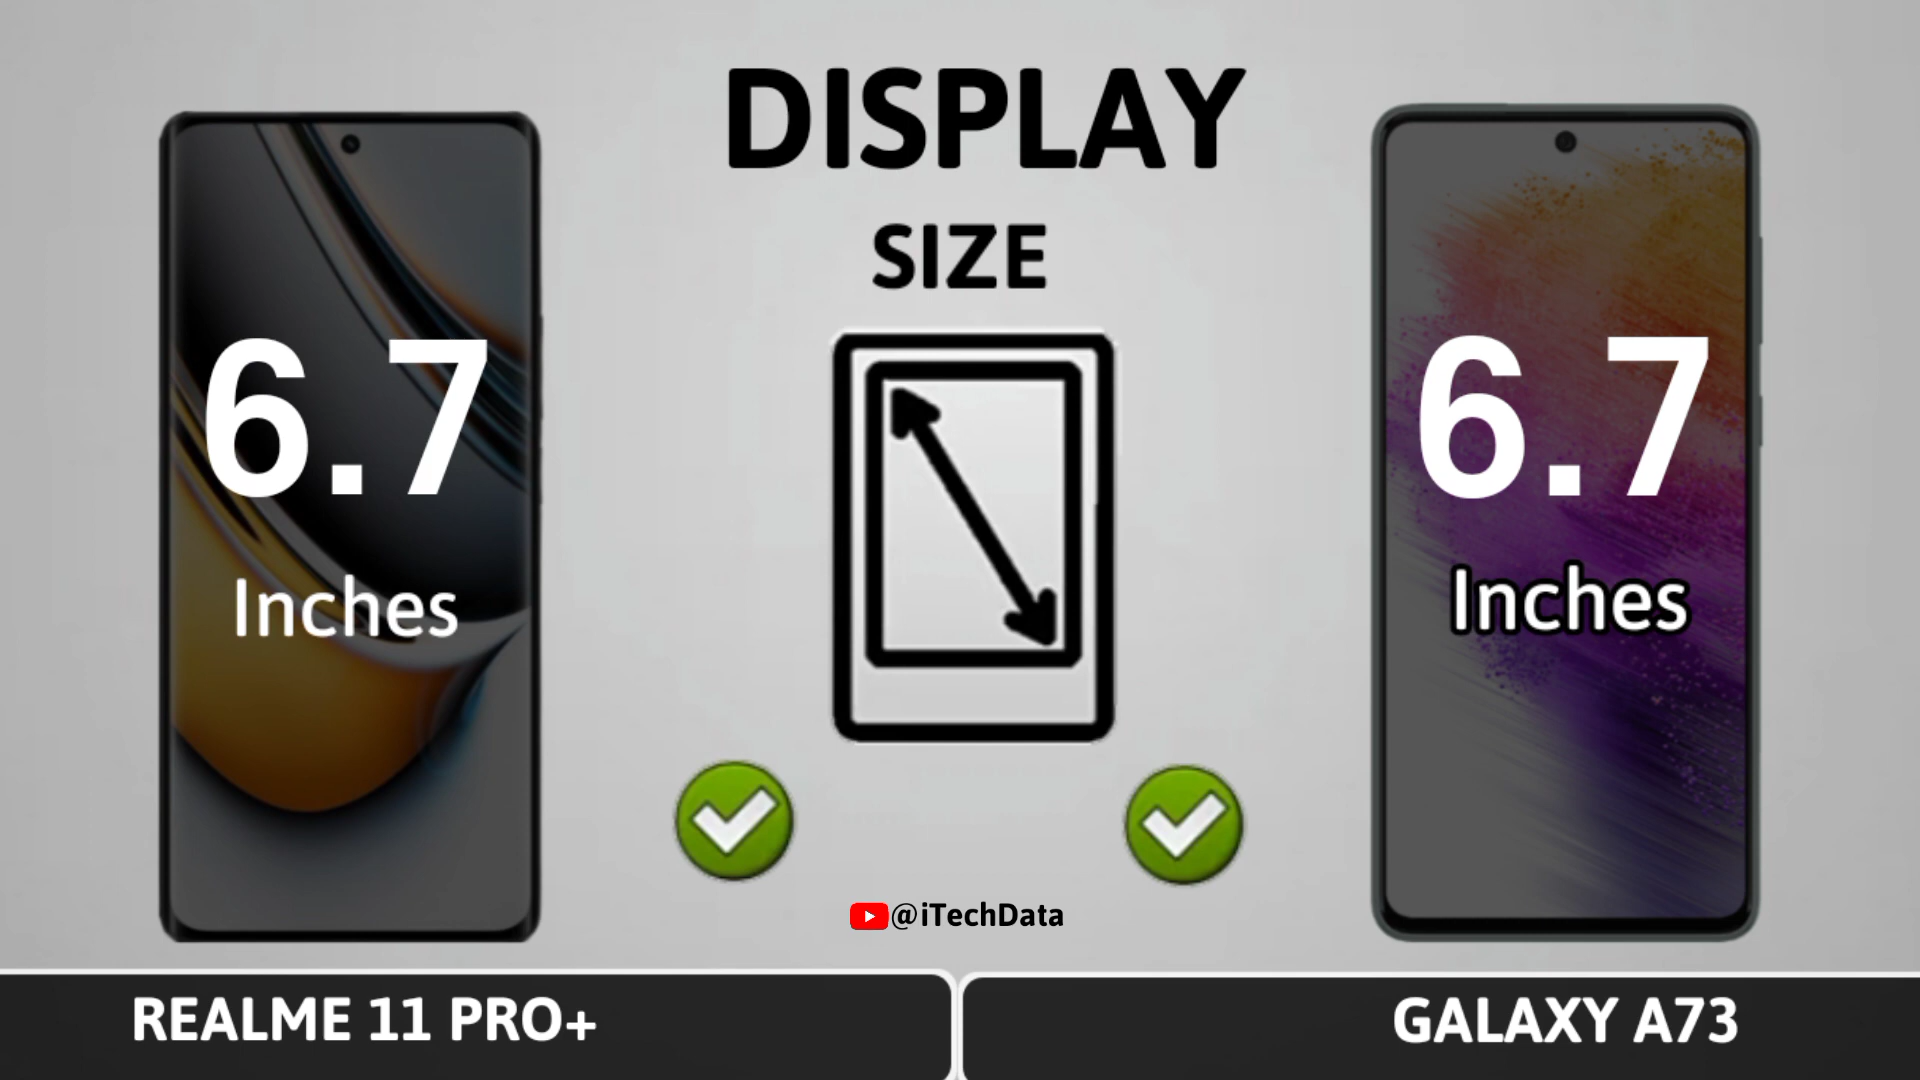 DISPLAY
SIZE
6.7
Inches
6.7
Inches
@iTechData
REALME 11 PRO+
GALAXY A73